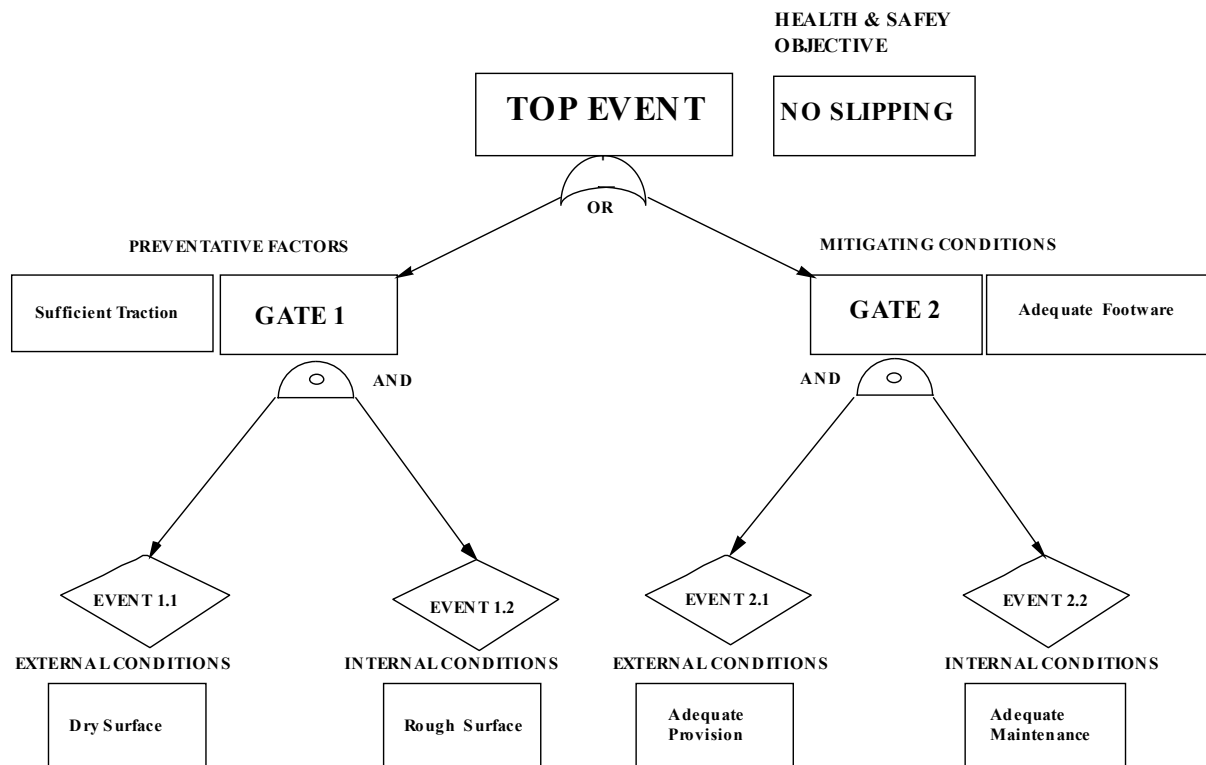 HEALTH & SAFEY
OBJECTIVE
TOP EVENT
NO SLIPPING
OR
PREVENTATIVE FACTORS
MITIGATING CONDITIONS
Sufficient Traction
GATE 1
GATE 2
Adequate Footware
AND
AND
EVENT 1.1
EVENT 1.2
EVENT 2.1
EVENT 2.2
EXTERNAL CONDITIONS
INTERNAL CONDITIONS
EXTERNAL CONDITIONS
INTERNAL CONDITIONS
Dry Surface
Rough Surface
Adequate
Provision
Adequate
Maintenance